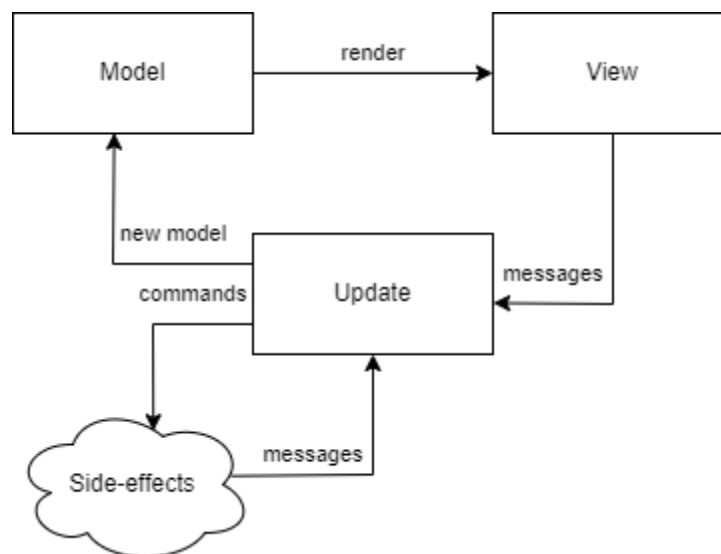 Model
render
View
new model
commands
Update
messages
Side-effects
messages